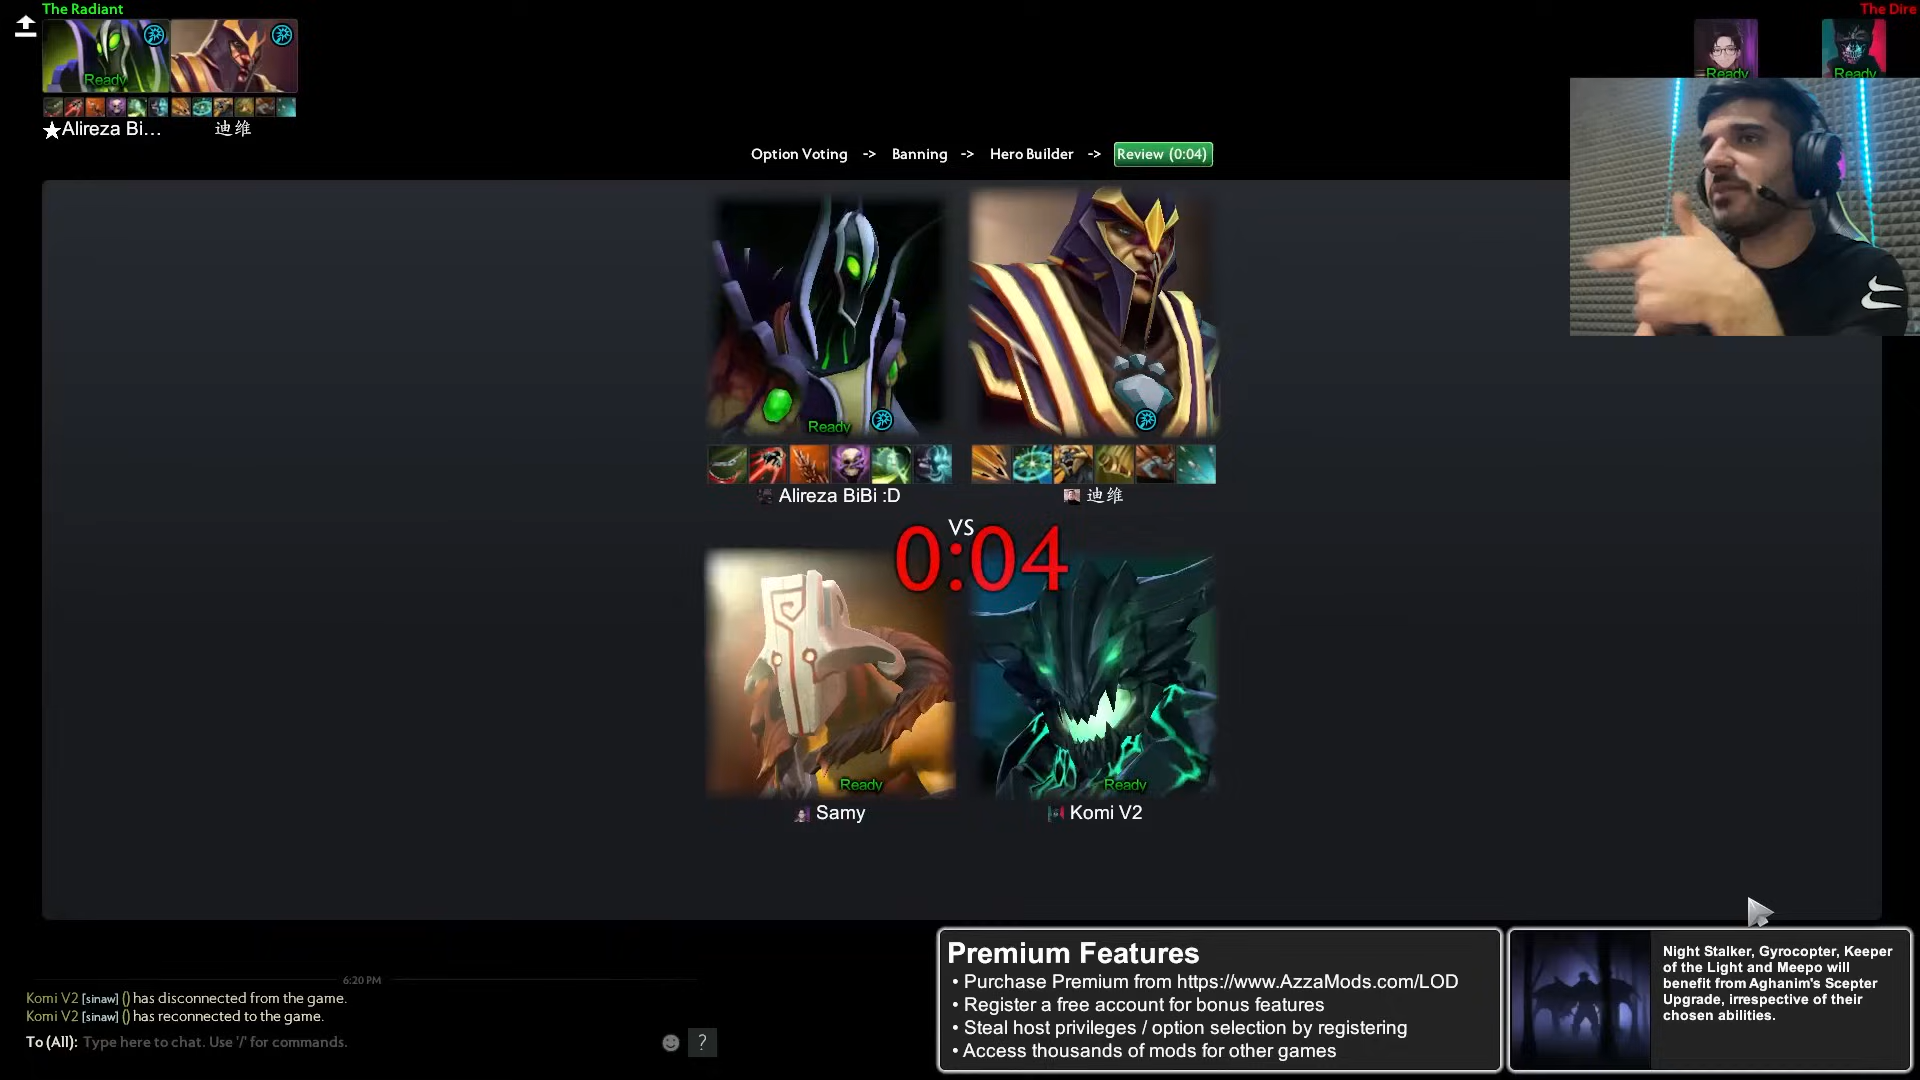 The Radiant
The Dire
Ready
Ready
Ready
★Alireza Bi...
迪维
Option Voting -> Banning -> Hero Builder -> Review (0:04)
Ready
Alireza BiBi :D
迪维
VS
0:04
Ready
Ready
Samy
Komi V2
6:20 PM
Komi V2 [sinaw] () has disconnected from the game.
Komi V2 [sinaw] () has reconnected to the game.
To (All): Type here to chat. Use '/' for commands.
?
Premium Features
• Purchase Premium from https://www.AzzaMods.com/LOD
• Register a free account for bonus features
• Steal host privileges / option selection by registering
• Access thousands of mods for other games
Night Stalker, Gyrocopter, Keeper
of the Light and Meepo will
benefit from Aghanim's Scepter
Upgrade, irrespective of their
chosen abilities.